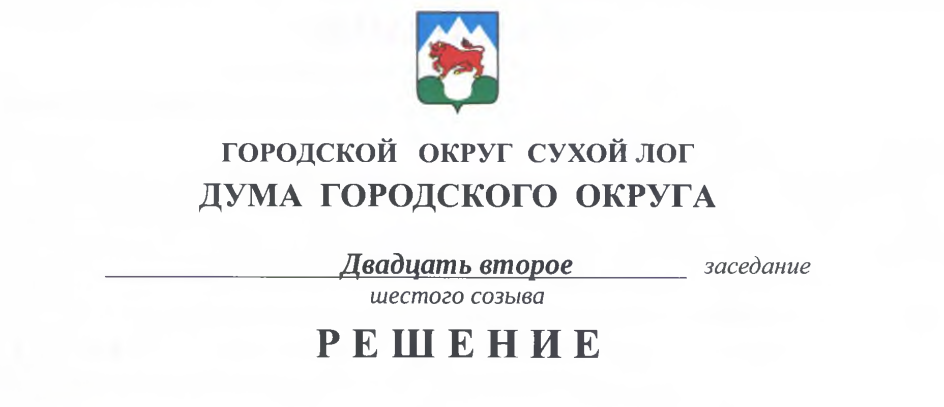 ГОРОДСКОЙ ОКРУГ СУХОЙ ЛОГ
ДУМА ГОРОДСКОГО ОКРУГА
Двадцать второе заседание
шестого созыва
РЕШЕНИЕ